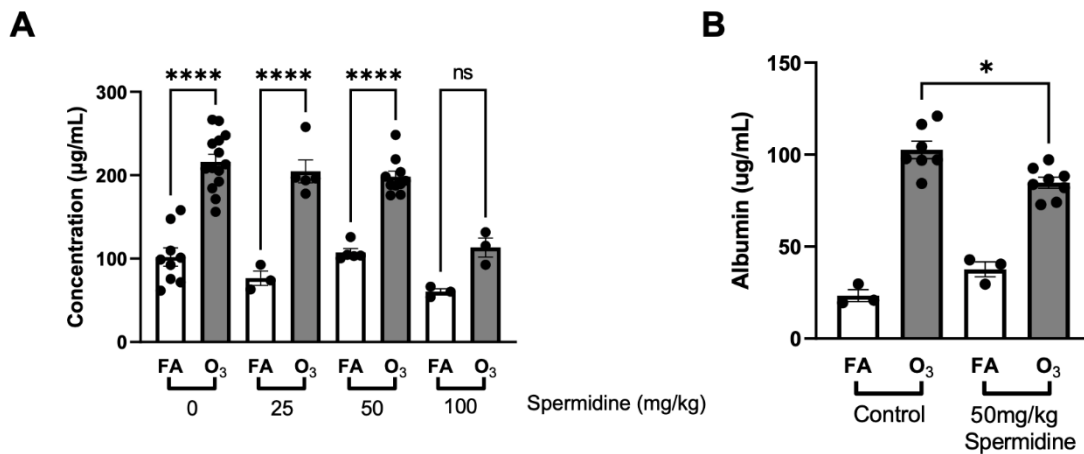 A
**** **** **** ns
Concentration (µg/mL)
300
200
100
0
FA O₃ FA O₃ FA O₃ FA O₃
0 25 50 100 Spermidine (mg/kg)
B
*
Albumin (ug/mL)
150
100
50
0
FA O₃ FA O₃
Control 50mg/kg
Spermidine